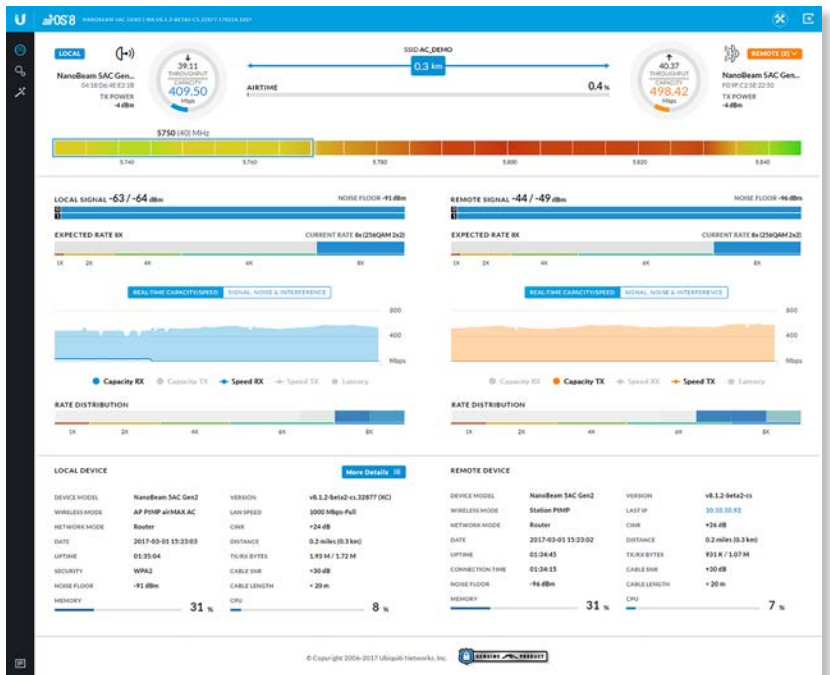 U airOS°8 NANOBEAM 5AC GEN2
LOCAL
NanoBeam 5AC Gen...
TX POWER
-4 dBm
39.11
THROUGHPUT
CAPACITY
409.50
Mbps
SSID: AC_DEMO
0.3 km
AIRTIME
0.4 %
40.37
THROUGHPUT
CAPACITY
498.42
Mbps
REMOTE (2)
NanoBeam 5AC Gen...
TX POWER
-4 dBm
5750 (40) MHz
5.740 5.760 5.780 5.800 5.820 5.840
LOCAL SIGNAL -63 / -64 dBm NOISE FLOOR -91 dBm
0
1
EXPECTED RATE 8X CURRENT RATE 8x (256QAM 2x2)
1X 2X 4X 6X 8X
REAL-TIME CAPACITY/SPEED SIGNAL, NOISE & INTERFERENCE
800
400
Mbps
Capacity RX Capacity TX Speed RX Speed TX Latency
RATE DISTRIBUTION
1X 2X 4X 6X 8X
REMOTE SIGNAL -44 / -49 dBm NOISE FLOOR -96 dBm
0
1
EXPECTED RATE 8X CURRENT RATE 8x (256QAM 2x2)
1X 2X 4X 6X 8X
REAL-TIME CAPACITY/SPEED SIGNAL, NOISE & INTERFERENCE
800
400
Mbps
Capacity RX Capacity TX Speed RX Speed TX Latency
RATE DISTRIBUTION
1X 2X 4X 6X 8X
LOCAL DEVICE More Details
DEVICE MODEL NanoBeam 5AC Gen2 VERSION v8.1.2-beta2-cs.32877 (XC)
WIRELESS MODE AP PtMP airMAX AC LAN SPEED 1000 Mbps-Full
NETWORK MODE Router CINR +24 dB
DATE 2017-03-01 15:23:03 DISTANCE 0.2 miles (0.3 km)
UPTIME 01:35:04 TX/RX BYTES 1.93 M / 1.72 M
SECURITY WPA2 CABLE SNR +30 dB
NOISE FLOOR -91 dBm CABLE LENGTH < 20 m
MEMORY 31 % CPU 8 %
REMOTE DEVICE
DEVICE MODEL NanoBeam 5AC Gen2 VERSION v8.1.2-beta2-cs
WIRELESS MODE Station PtMP LAST IP 10.10.10.92
NETWORK MODE Router CINR +26 dB
DATE 2017-03-01 15:23:02 DISTANCE 0.2 miles (0.3 km)
UPTIME 01:34:45 TX/RX BYTES 931 K / 1.07 M
CONNECTION TIME 01:34:15 CABLE SNR +30 dB
NOISE FLOOR -96 dBm CABLE LENGTH < 20 m
MEMORY 31 % CPU 7 %
© Copyright 2006-2017 Ubiquiti Networks, Inc. GENUINE PRODUCT